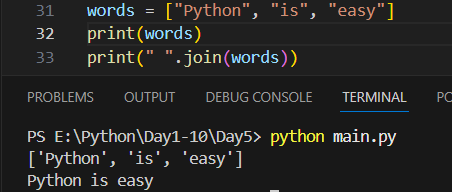 31 words = ["Python", "is", "easy"]
32 print(words)
33 print(" ".join(words))
PROBLEMS OUTPUT DEBUG CONSOLE TERMINAL PO
PS E:\Python\Day1-10\Day5> python main.py
['Python', 'is', 'easy']
Python is easy